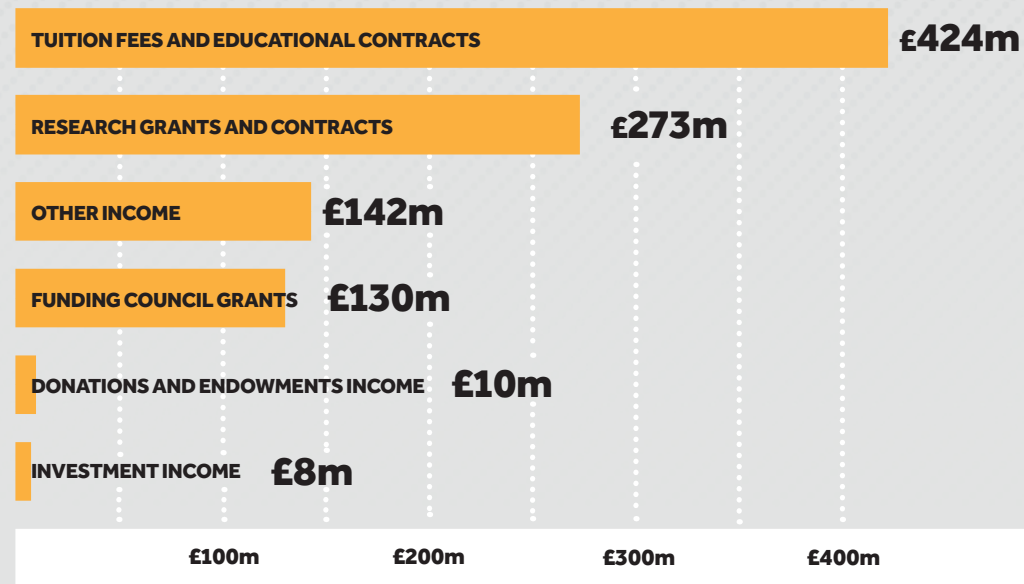 TUITION FEES AND EDUCATIONAL CONTRACTS £424m
RESEARCH GRANTS AND CONTRACTS £273m
OTHER INCOME £142m
FUNDING COUNCIL GRANTS £130m
DONATIONS AND ENDOWMENTS INCOME £10m
INVESTMENT INCOME £8m
£100m £200m £300m £400m